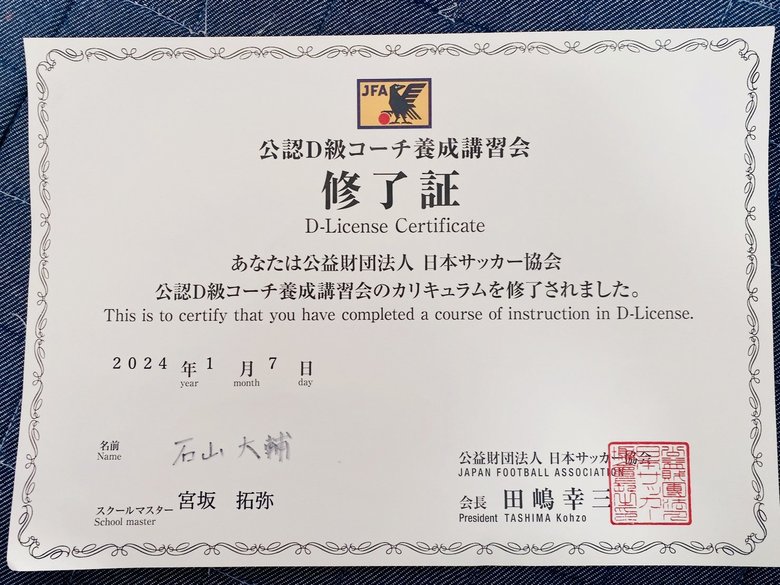 JFA
公認D級コーチ養成講習会
修了証
D-License Certificate
あなたは公益財団法人 日本サッカー協会
公認D級コーチ養成講習会のカリキュラムを修了されました。
This is to certify that you have completed a course of instruction in D-License.
2024 年 1 月 7 日
year month day
名前 石山 大輔
Name
公益財団法人 日本サッカー協会
JAPAN FOOTBALL ASSOCIATION
スクールマスター 宮坂 拓弥
School master
会長 田嶋幸三
President TASHIMA Kohzo